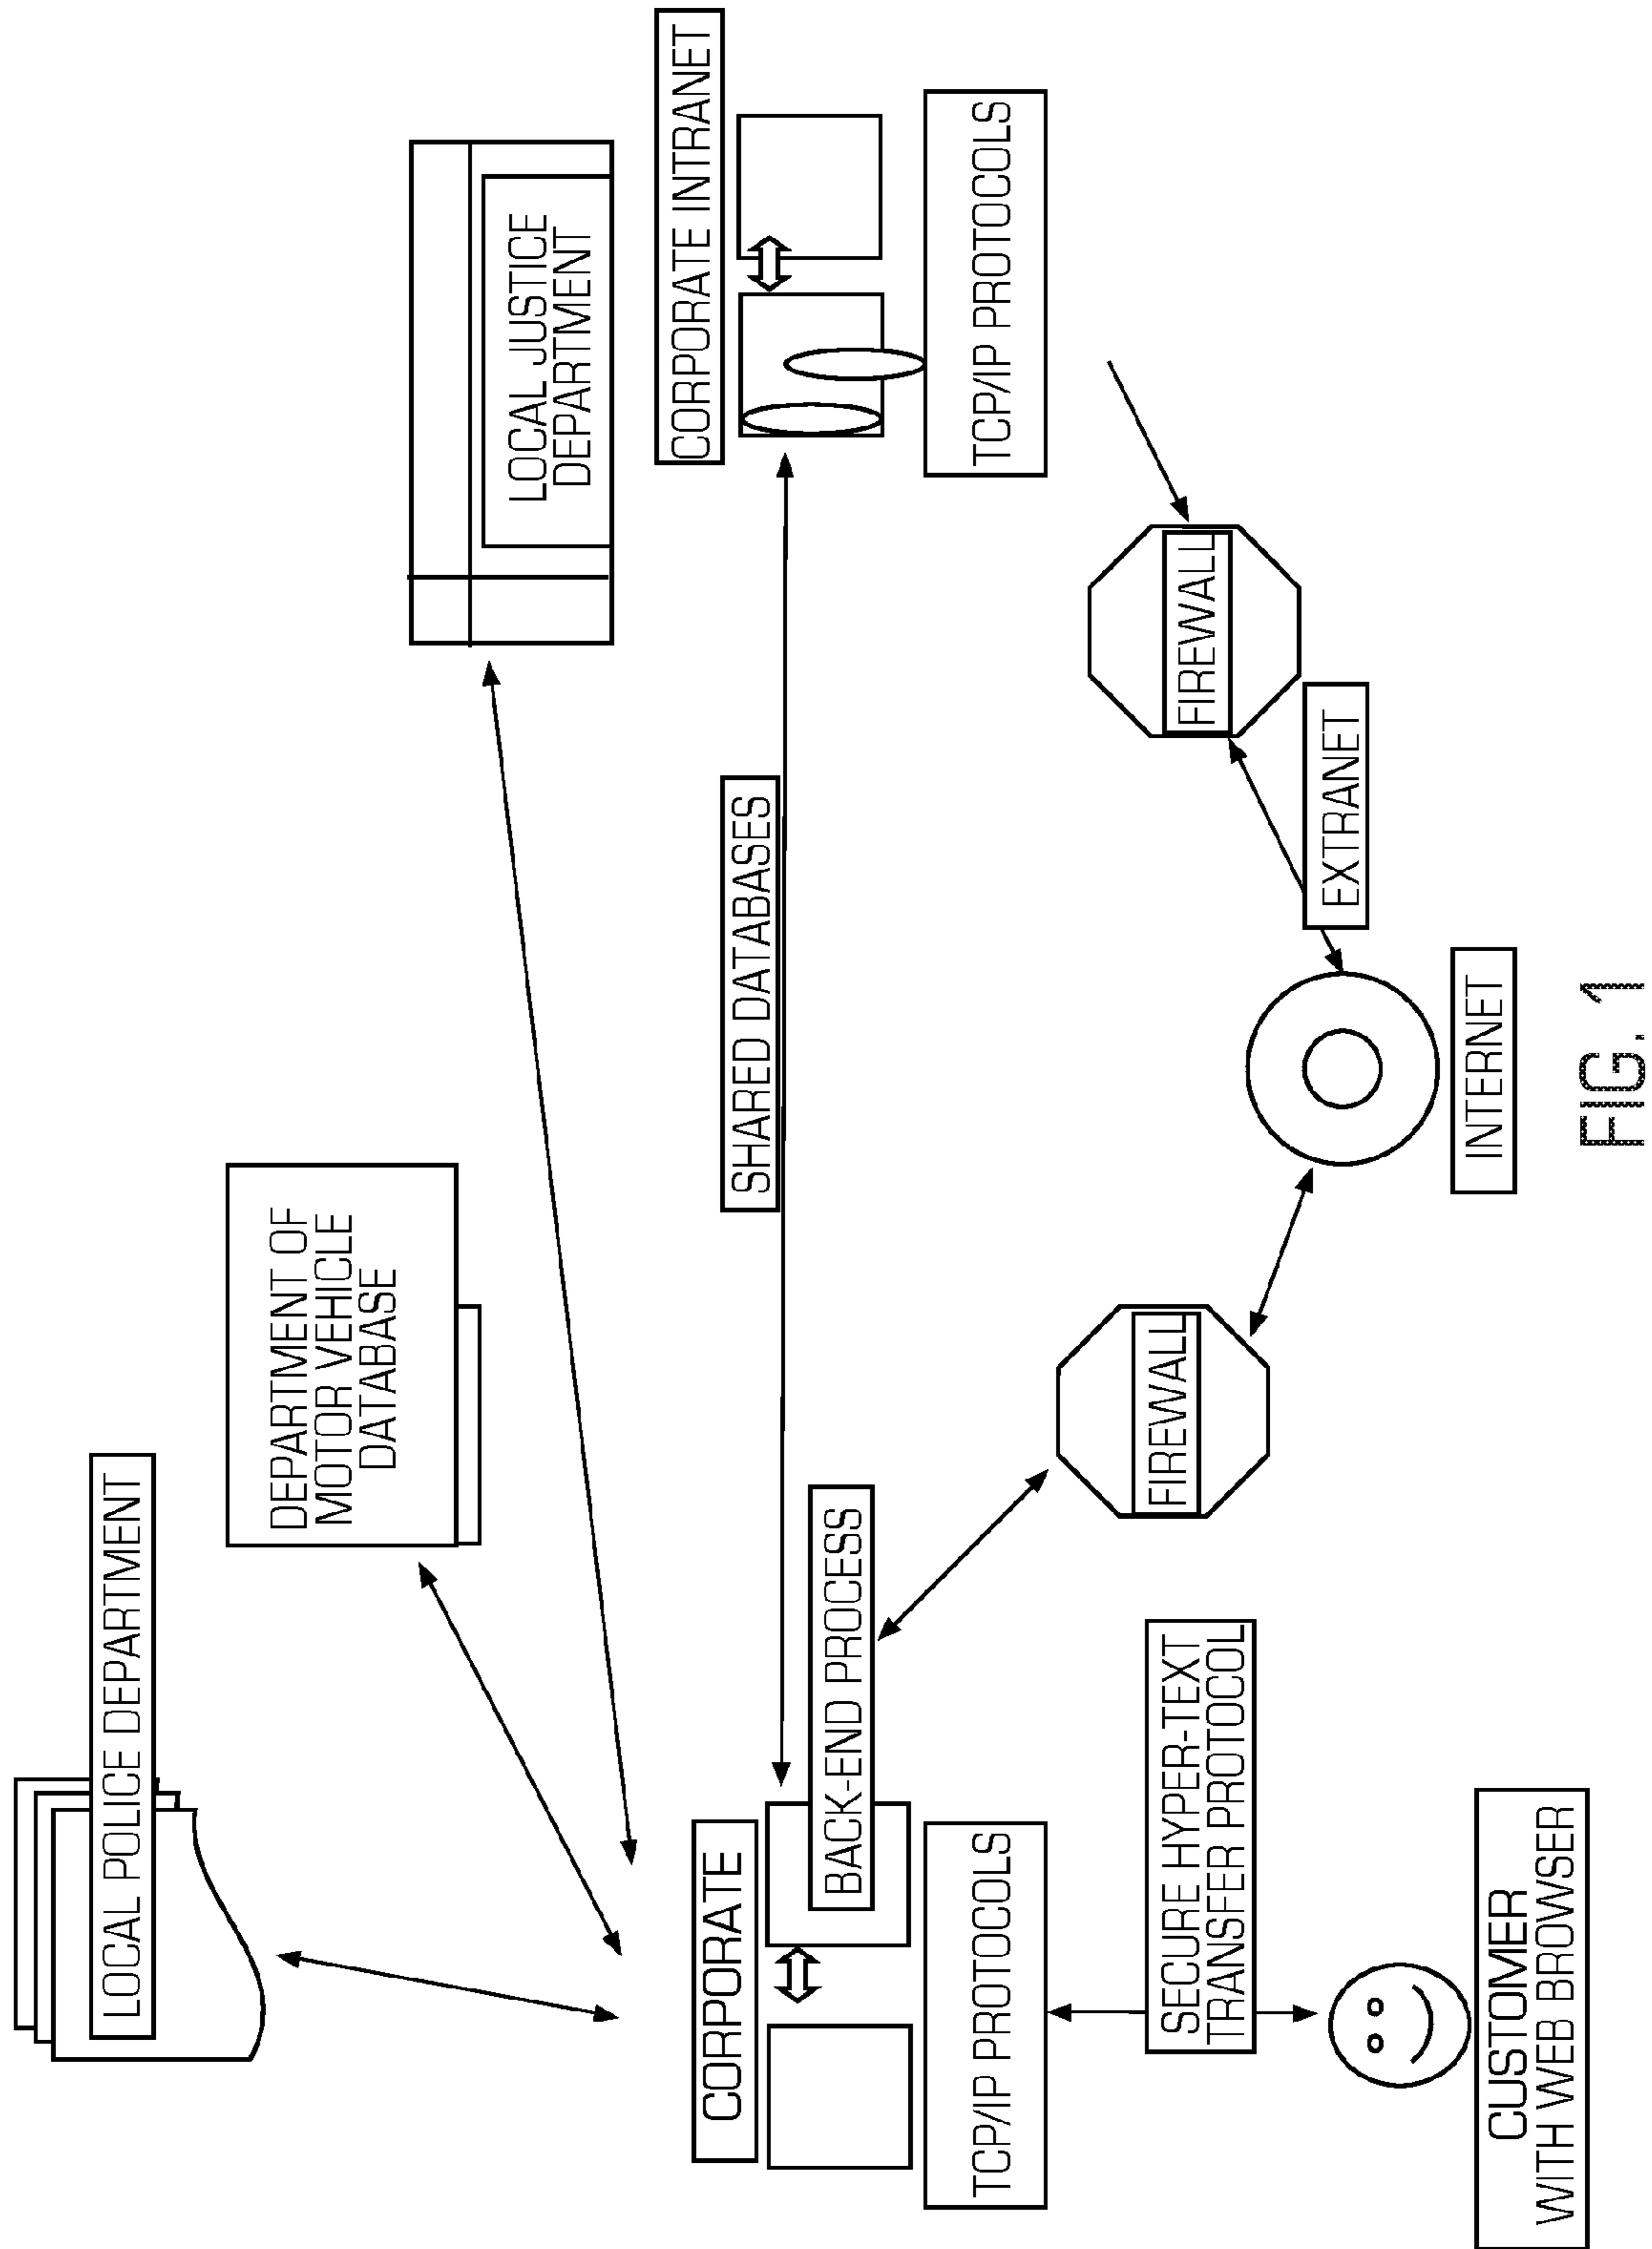 LOCAL POLICE DEPARTMENT
DEPARTMENT OF
MOTOR VEHICLE
DATABASE
LOCAL JUSTICE
DEPARTMENT
CORPORATE
SHARED DATABASES
CORPORATE INTRANET
BACK-END PROCESS
TCP/IP PROTOCOLS
TCP/IP PROTOCOLS
SECURE HYPER-TEXT
TRANSFER PROTOCOL
FIREWALL
FIREWALL
EXTRANET
INTERNET
CUSTOMER
WITH WEB BROWSER
FIG. 1